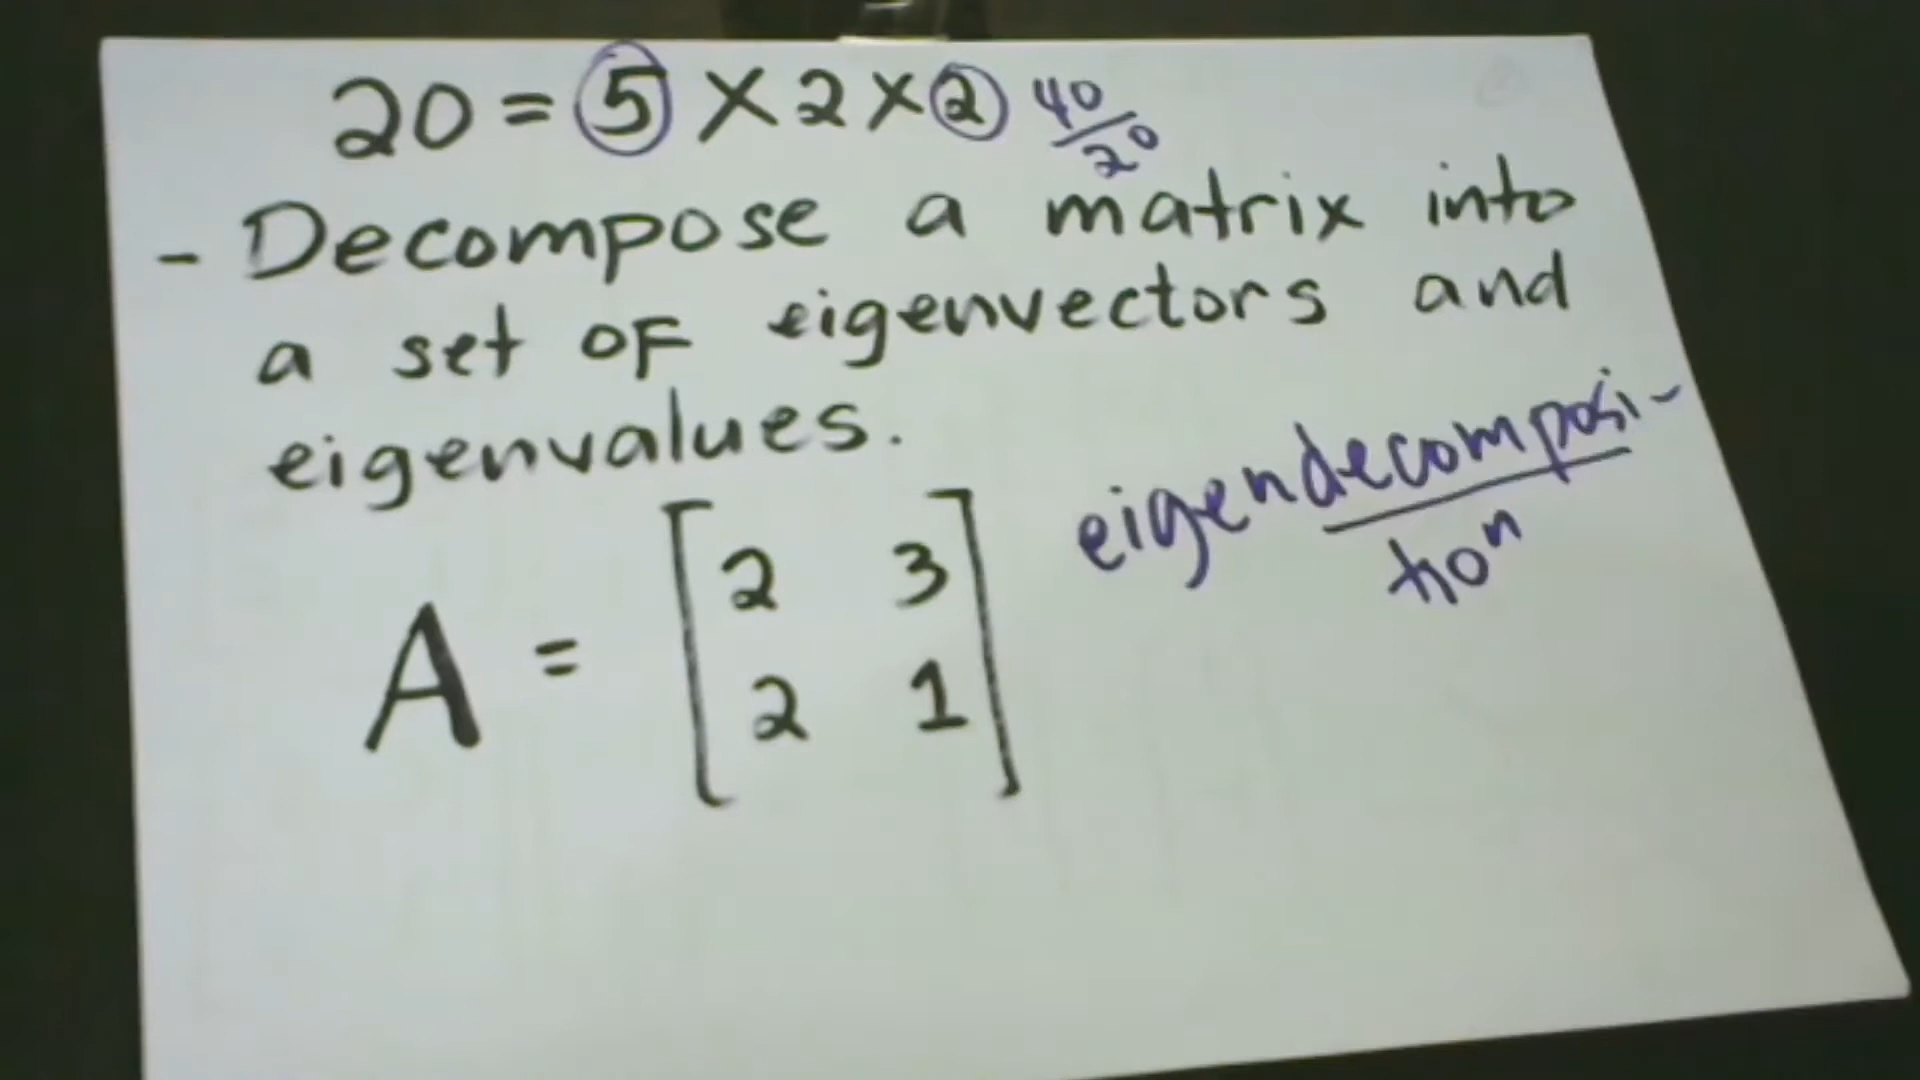 20 = 5 × 2 × 2 40/20
- Decompose a matrix into
a set of eigenvectors and
eigenvalues.
eigendecomposi-
tion
A = [2 3
2 1]